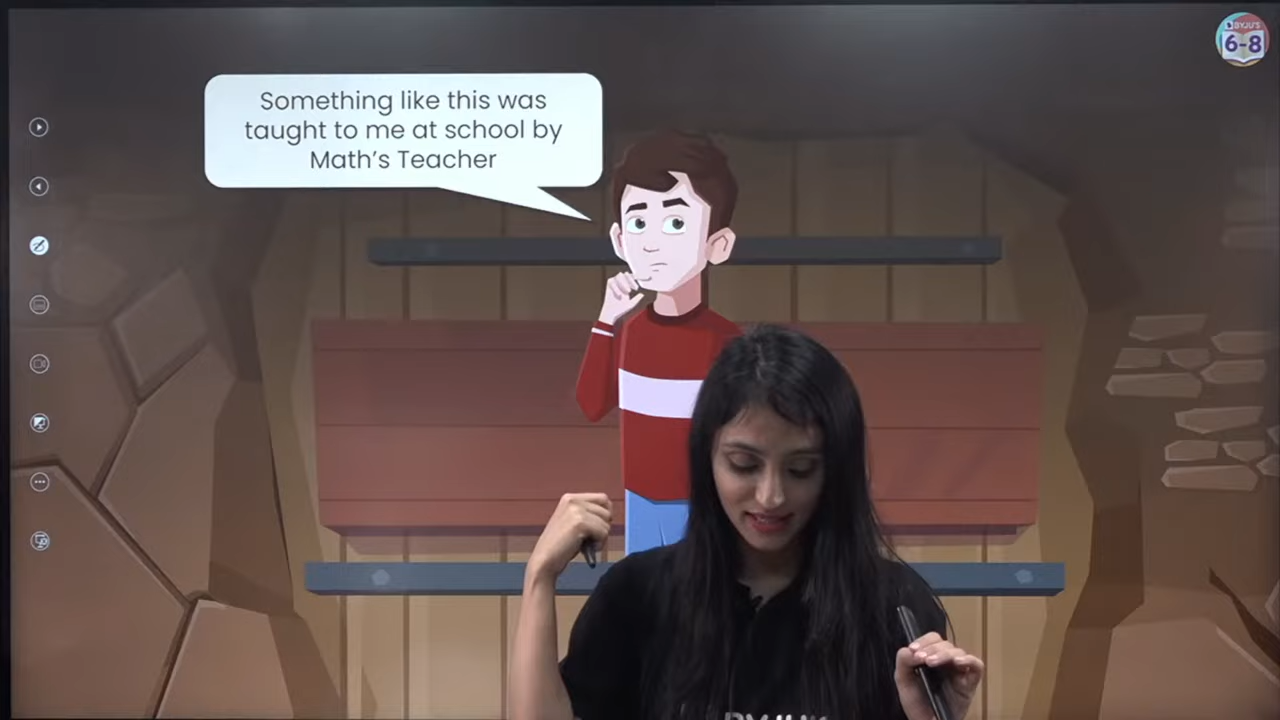 Something like this was
taught to me at school by
Math's Teacher
BYJU'S
6-8